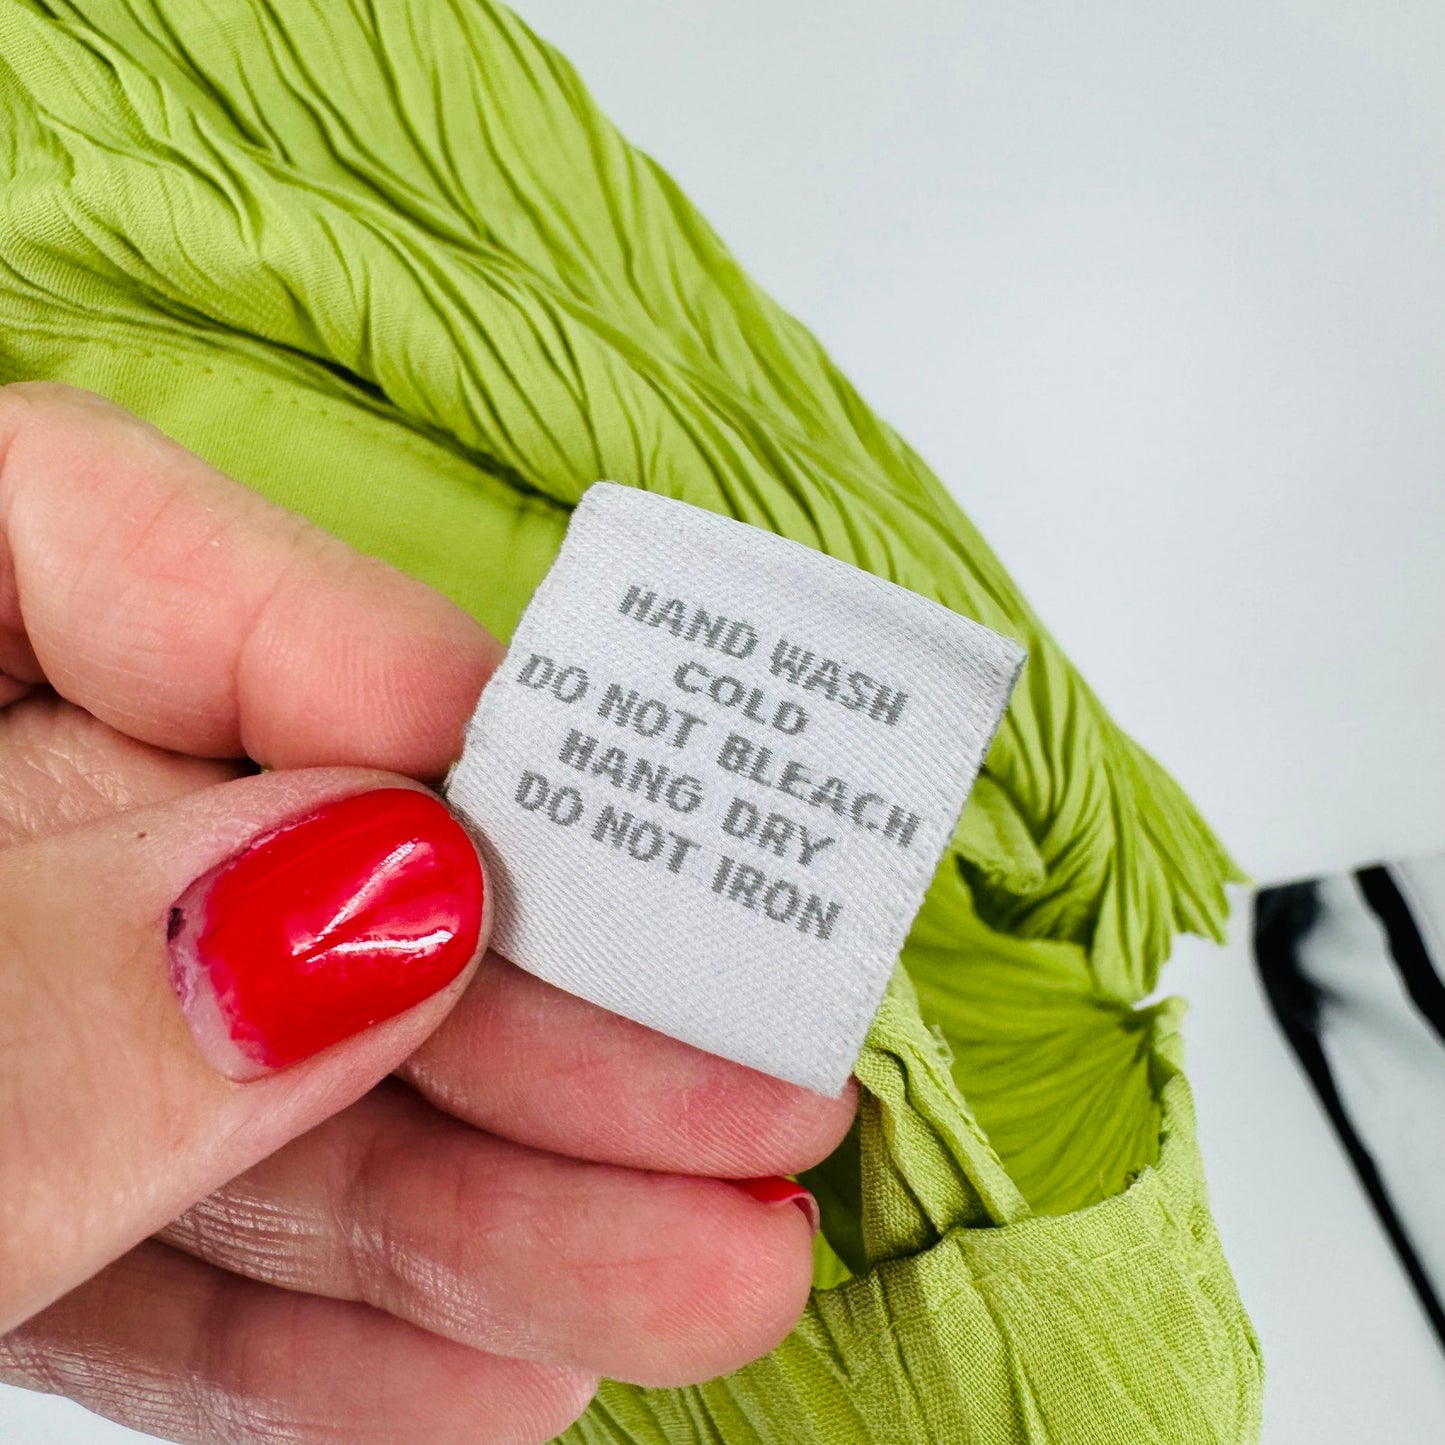 HAND WASH
COLD
DO NOT BLEACH
HANG DRY
DO NOT IRON